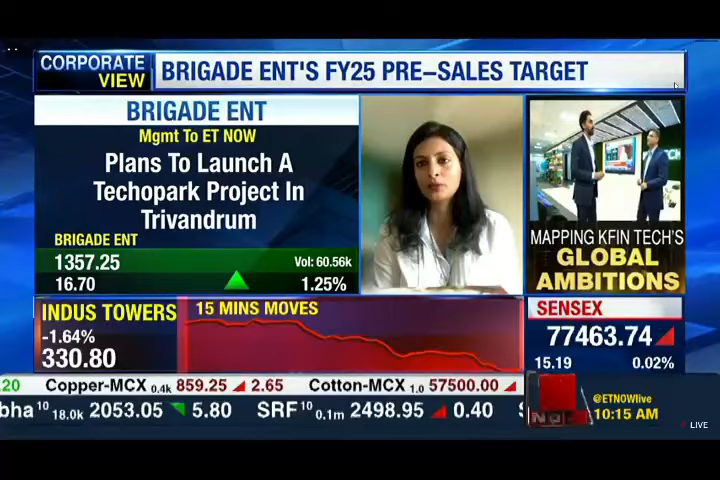 CORPORATE
VIEW
BRIGADE ENT'S FY25 PRE-SALES TARGET
BRIGADE ENT
Mgmt To ET NOW
Plans To Launch A
Techopark Project In
Trivandrum
BRIGADE ENT
1357.25 Vol: 60.56k
16.70 1.25%
MAPPING KFIN TECH'S
GLOBAL
AMBITIONS
INDUS TOWERS
-1.64%
330.80
15 MINS MOVES
SENSEX
77463.74
15.19 0.02%
.20 Copper-MCX 0.4k 859.25 2.65 Cotton-MCX 1.0 57500.00
bha 10 18.0k 2053.05 5.80 SRF 10 0.1m 2498.95 0.40
@ETNOWlive
10:15 AM
LIVE